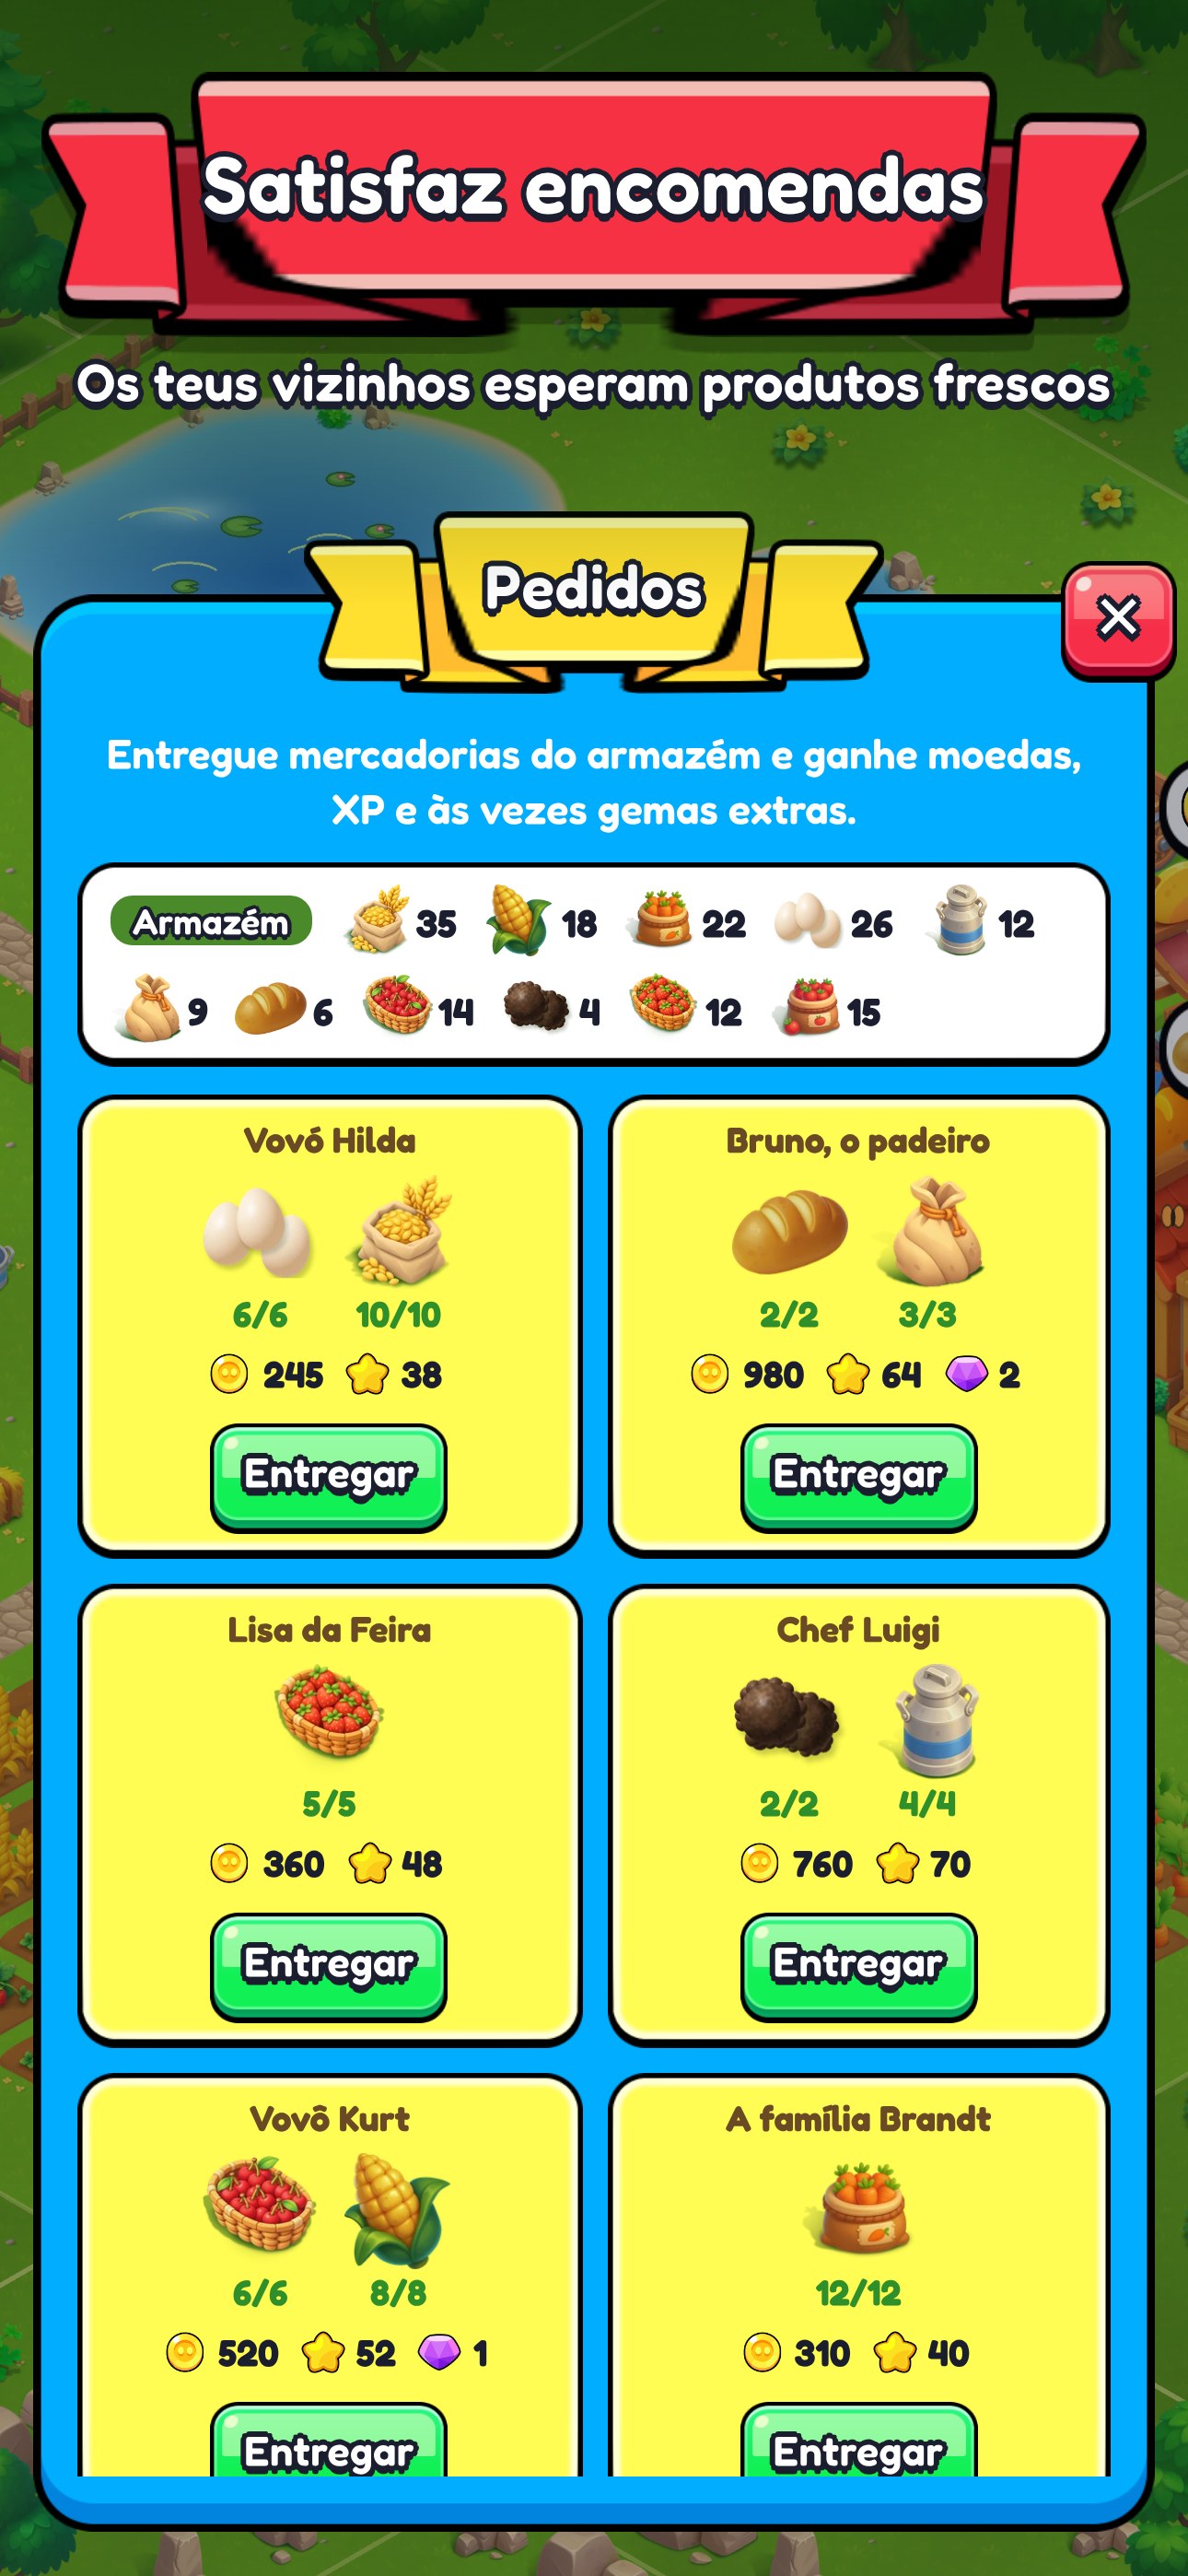 Satisfaz encomendas
Os teus vizinhos esperam produtos frescos
Pedidos
Entregue mercadorias do armazém e ganhe moedas,
XP e às vezes gemas extras.
Armazém 35 18 22 26 12
9 6 14 4 12 15
Vovó Hilda
6/6 10/10
245 38
Entregar
Bruno, o padeiro
2/2 3/3
980 64 2
Entregar
Lisa da Feira
5/5
360 48
Entregar
Chef Luigi
2/2 4/4
760 70
Entregar
Vovô Kurt
6/6 8/8
520 52 1
Entregar
A família Brandt
12/12
310 40
Entregar